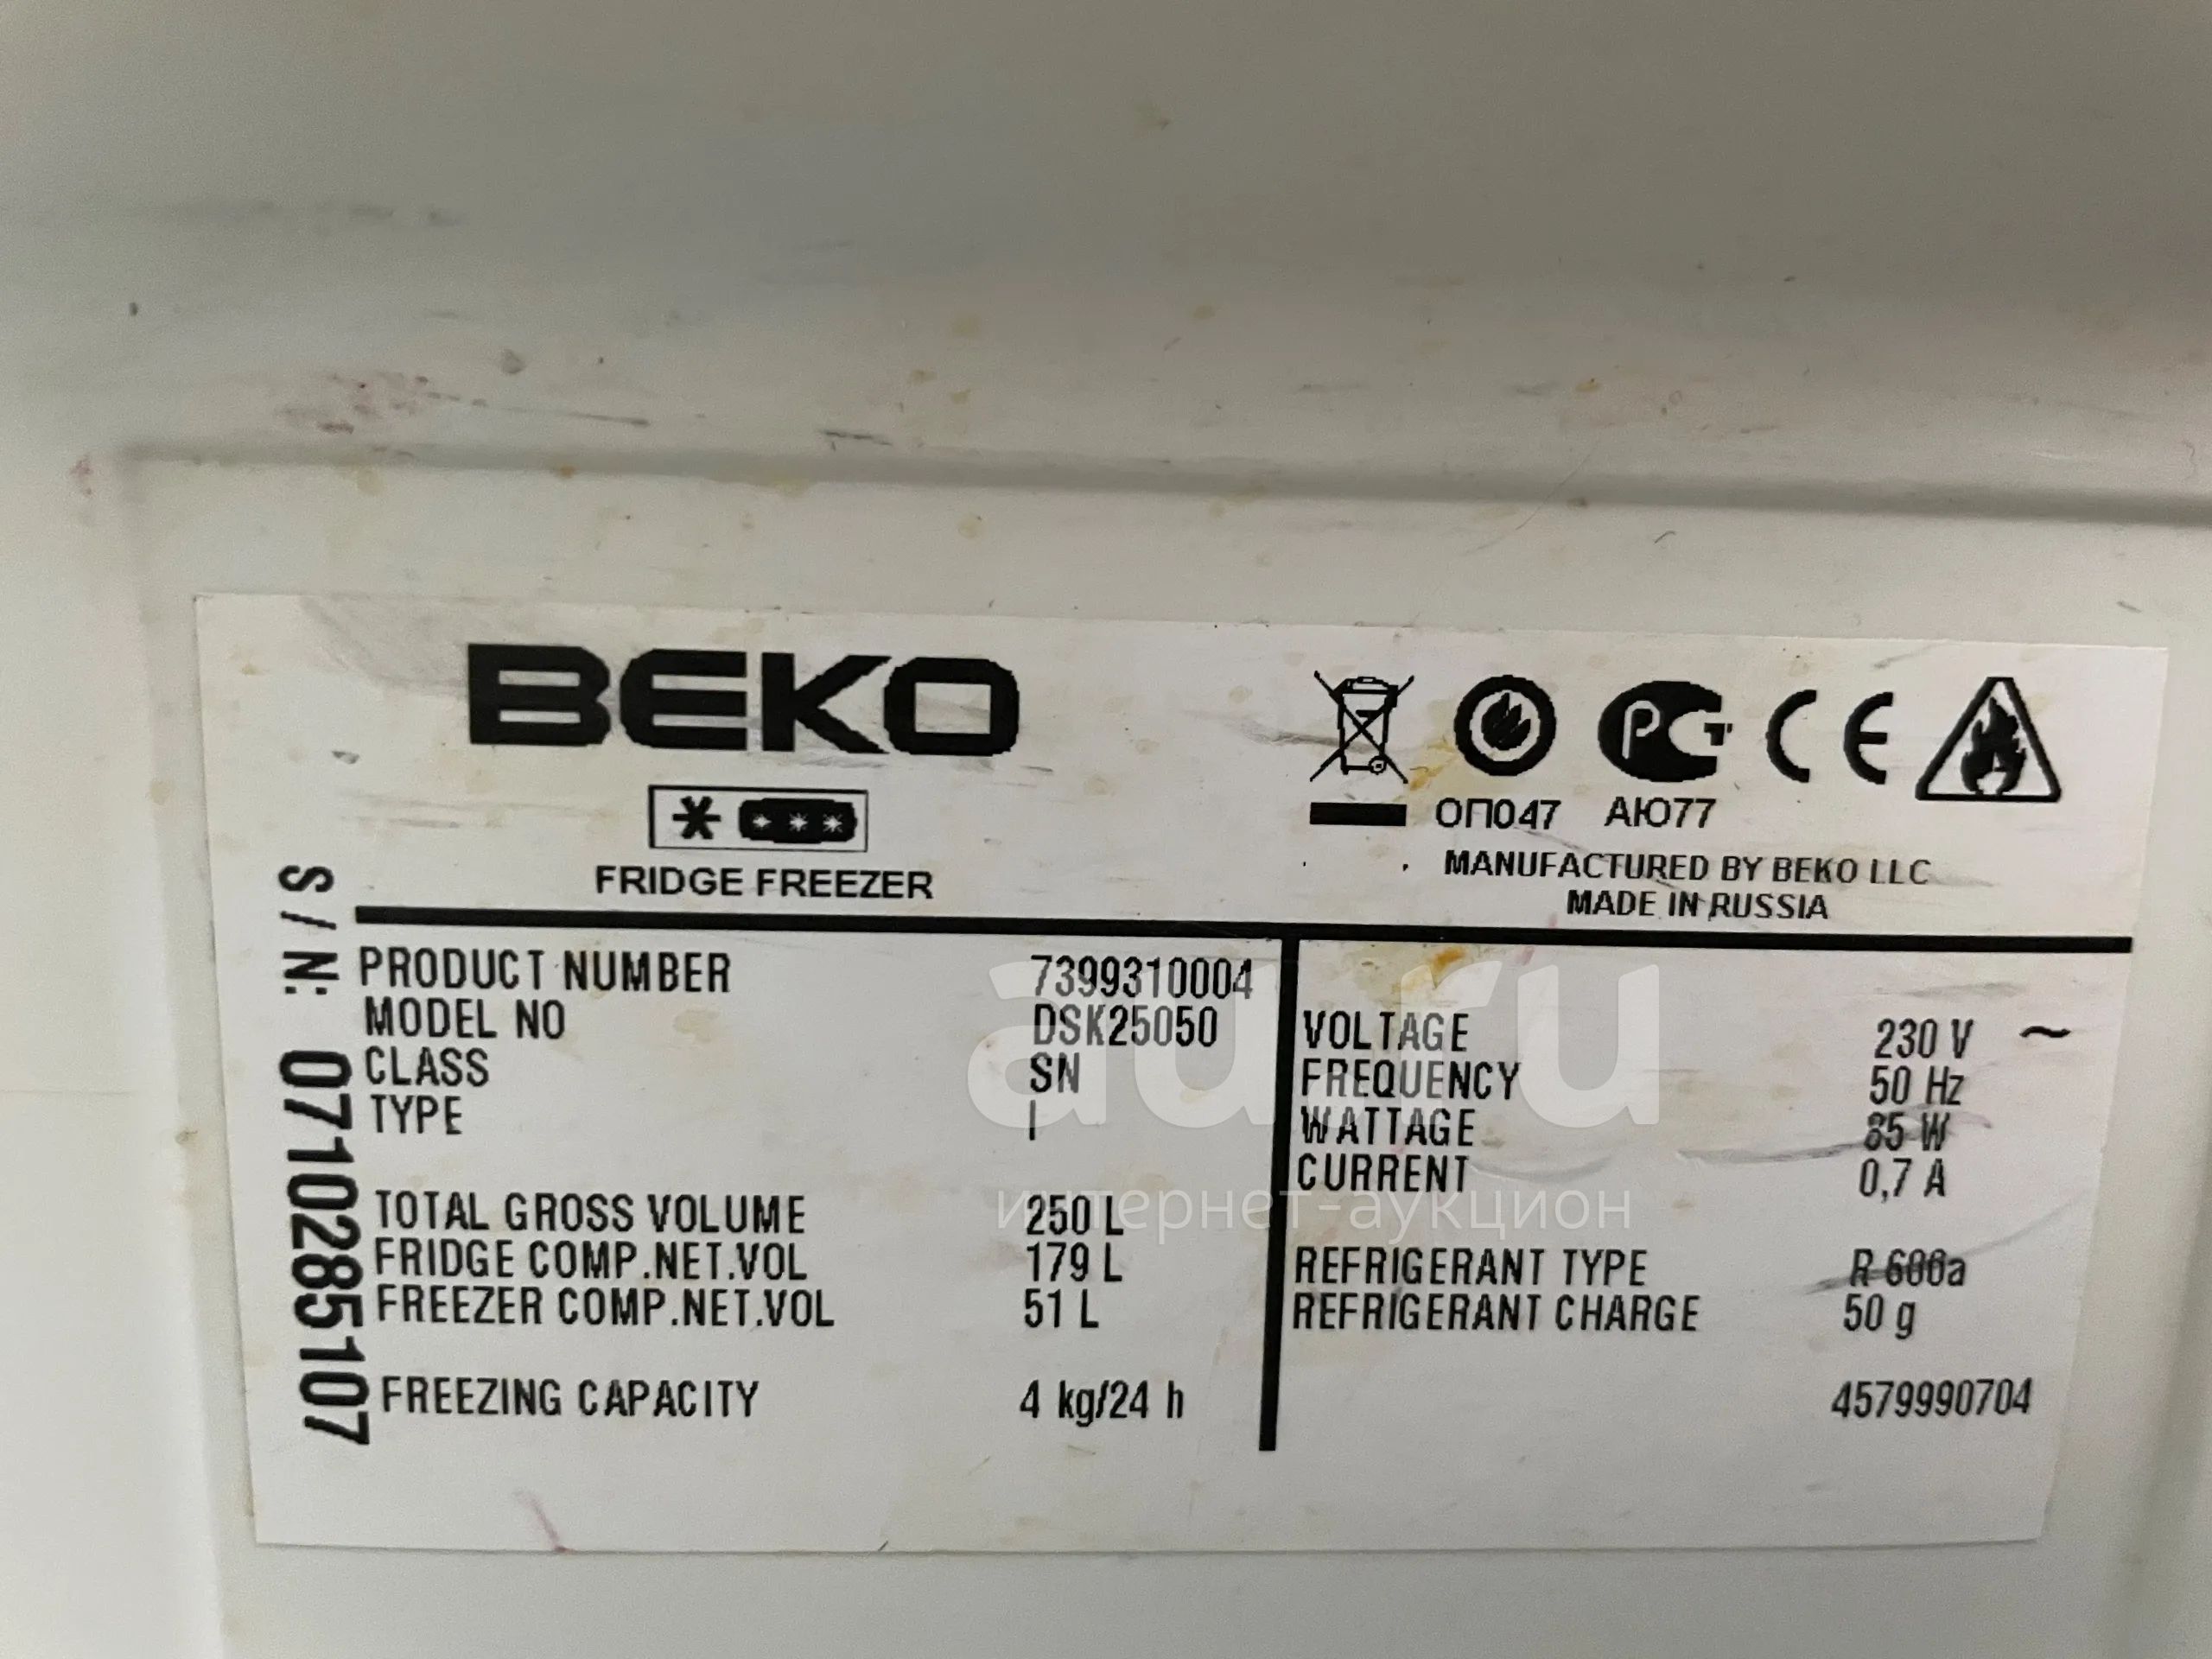 BEKO
FRIDGE FREEZER
ОП047 АЮ77
MANUFACTURED BY BEKO LLC
MADE IN RUSSIA
S/N: 0710285107
PRODUCT NUMBER 7399310004
MODEL NO DSK25050
CLASS SN
TYPE I
TOTAL GROSS VOLUME 250 L
FRIDGE COMP.NET.VOL 179 L
FREEZER COMP.NET.VOL 51 L
FREEZING CAPACITY 4 kg/24 h
VOLTAGE 230 V ~
FREQUENCY 50 Hz
WATTAGE 85 W
CURRENT 0,7 A
REFRIGERANT TYPE R 600a
REFRIGERANT CHARGE 50 g
4579990704
au.ru
интернет-аукцион